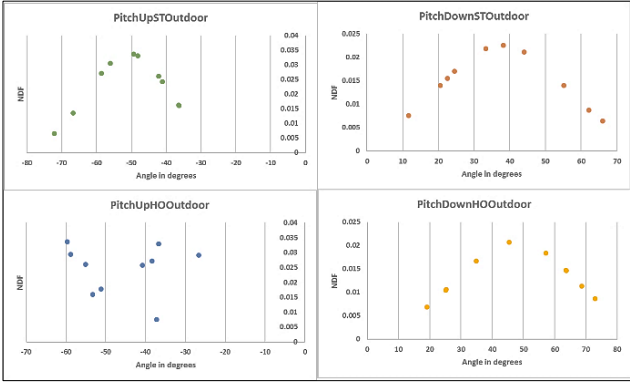 PitchUpSTOutdoor
0.04
0.035
0.03
0.025
0.02
0.015
0.01
0.005
0
NDF
-80 -70 -60 -50 -40 -30 -20 -10 0
Angle in degrees
PitchDownSTOutdoor
0.025
0.02
0.015
0.01
0.005
0
NDF
0 10 20 30 40 50 60 70
Angle in degrees
PitchUpHOOutdoor
0.04
0.035
0.03
0.025
0.02
0.015
0.01
0.005
0
NDF
-70 -60 -50 -40 -30 -20 -10 0
Angle in degrees
PitchDownHOOutdoor
0.025
0.02
0.015
0.01
0.005
0
NDF
0 10 20 30 40 50 60 70 80
Angle in degrees